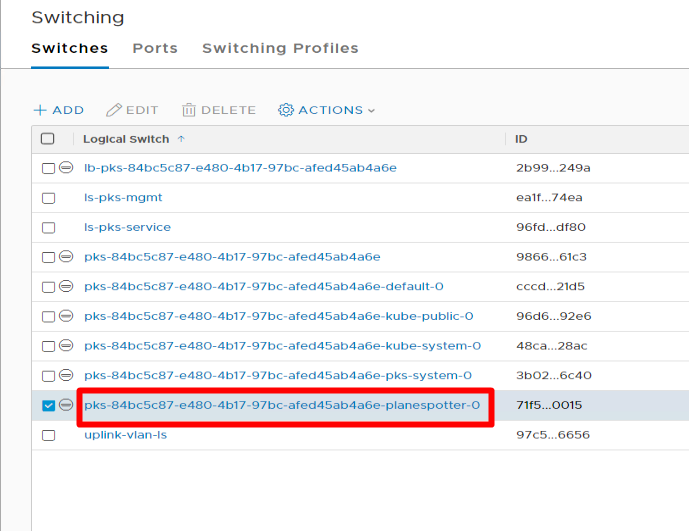 Switching
Switches Ports Switching Profiles
ADD EDIT DELETE ACTIONS
Logical Switch ID
lb-pks-84bc5c87-e480-4b17-97bc-afed45ab4a6e 2b99...249a
ls-pks-mgmt ea1f...74ea
ls-pks-service 96fd...df80
pks-84bc5c87-e480-4b17-97bc-afed45ab4a6e 9866...61c3
pks-84bc5c87-e480-4b17-97bc-afed45ab4a6e-default-0 cccd...21d5
pks-84bc5c87-e480-4b17-97bc-afed45ab4a6e-kube-public-0 96d6...92e6
pks-84bc5c87-e480-4b17-97bc-afed45ab4a6e-kube-system-0 48ca...28ac
pks-84bc5c87-e480-4b17-97bc-afed45ab4a6e-pks-system-0 3b02...6c40
pks-84bc5c87-e480-4b17-97bc-afed45ab4a6e-planespotter-0 71f5...0015
uplink-vlan-ls 97c5...6656